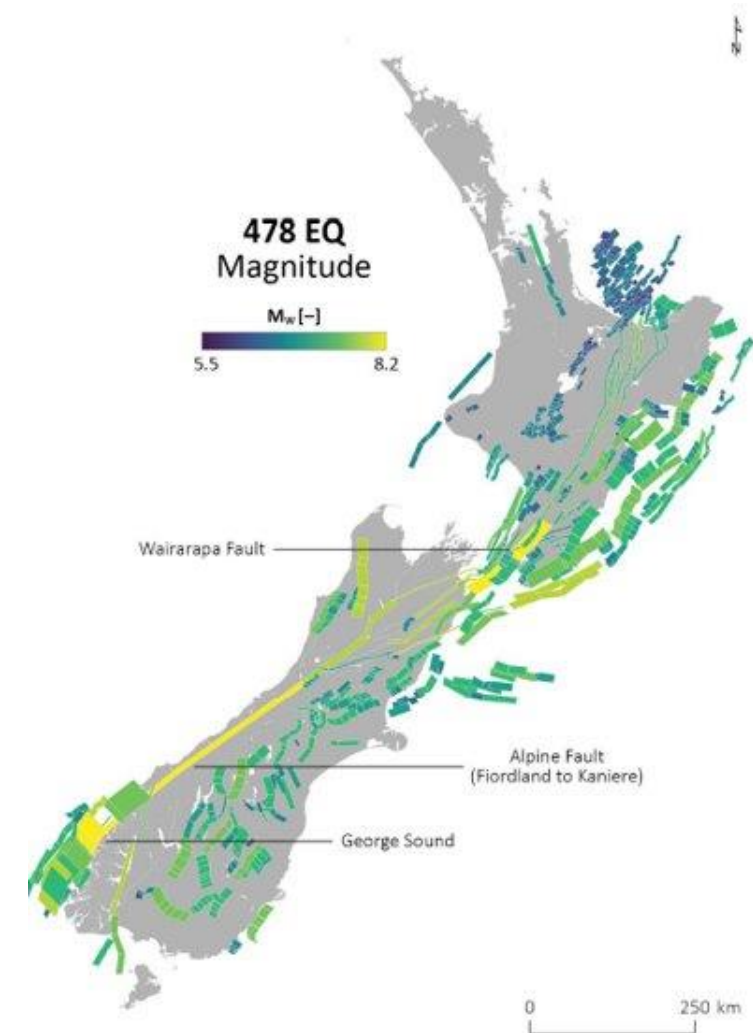 478 EQ
Magnitude
Mw [–]
5.5 8.2
Wairarapa Fault
Alpine Fault
(Fiordland to Kaniere)
George Sound
0 250 km